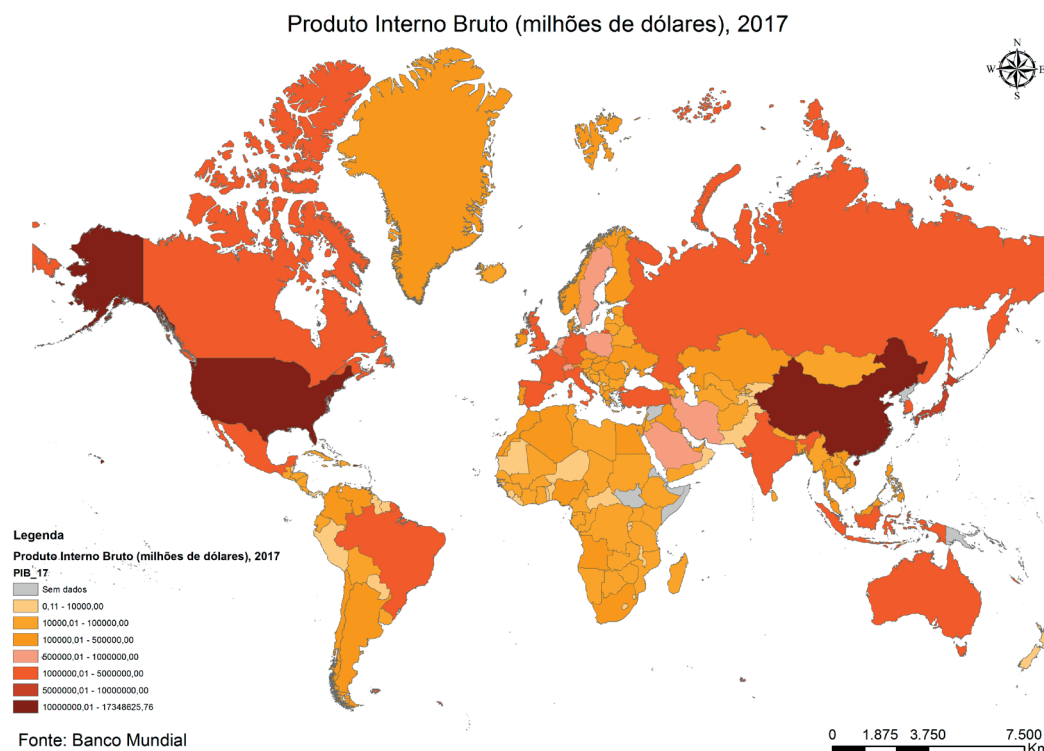 Produto Interno Bruto (milhões de dólares), 2017
N
W E
S
Legenda
Produto Interno Bruto (milhões de dólares), 2017
PIB_17
Sem dados
0,11 - 10000,00
10000,01 - 100000,00
100000,01 - 500000,00
500000,01 - 1000000,00
1000000,01 - 5000000,00
5000000,01 - 10000000,00
10000000,01 - 17348625,76
Fonte: Banco Mundial
0 1.875 3.750 7.500
Km